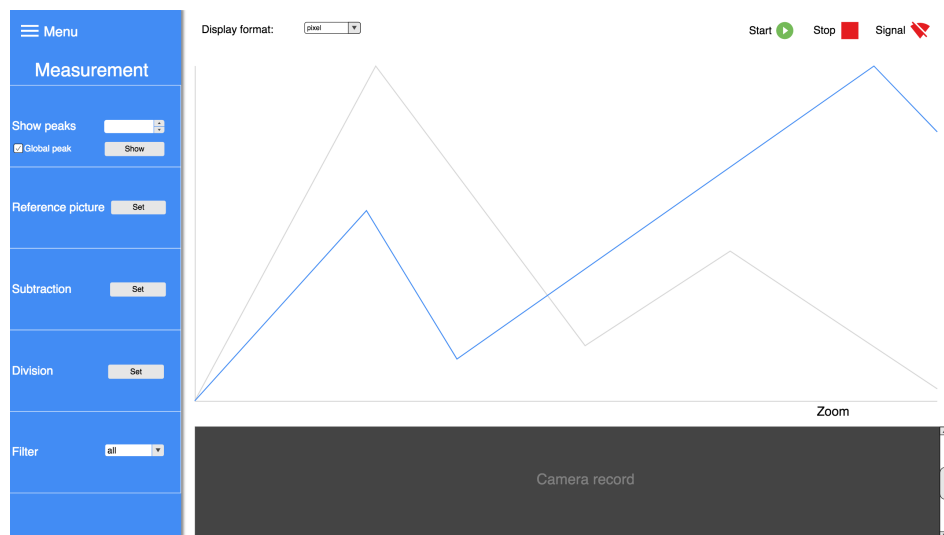 Menu
Display format:
pixel
Start
Stop
Signal
Measurement
Show peaks
Global peak
Show
Reference picture
Set
Subtraction
Set
Division
Set
Zoom
Filter
all
Camera record